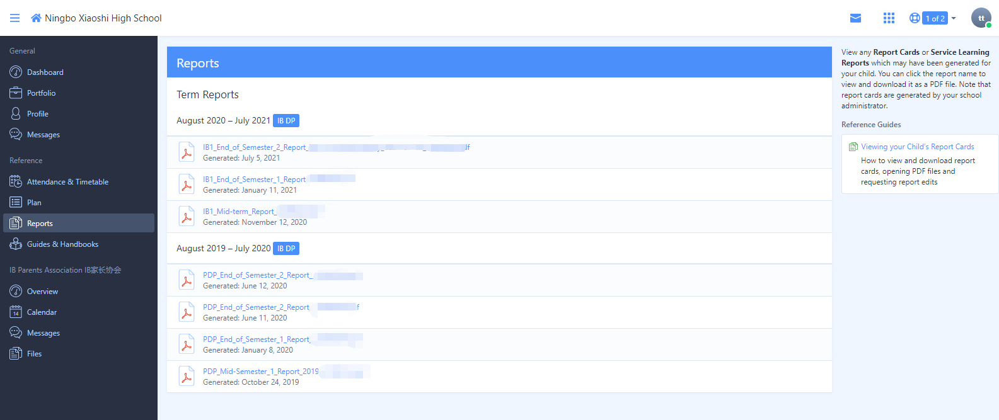 Ningbo Xiaoshi High School
1 of 2
tt
General
Dashboard
Portfolio
Profile
Messages
Reference
Attendance & Timetable
Plan
Reports
Guides & Handbooks
IB Parents Association IB家长协会
Overview
14
Calendar
Messages
Files
Reports
Term Reports
August 2020 – July 2021 IB DP
IB1_End_of_Semester_2_Report_ df
Generated: July 5, 2021
IB1_End_of_Semester_1_Report
Generated: January 11, 2021
IB1_Mid-term_Report_
Generated: November 12, 2020
August 2019 – July 2020 IB DP
PDP_End_of_Semester_2_Report_
Generated: June 12, 2020
PDP_End_of_Semester_2_Report f
Generated: June 11, 2020
PDP_End_of_Semester_1_Report_
Generated: January 8, 2020
PDP_Mid-Semester_1_Report_2019
Generated: October 24, 2019
View any Report Cards or Service Learning
Reports which may have been generated for
your child. You can click the report name to
view and download it as a PDF file. Note that
report cards are generated by your school
administrator.
Reference Guides
Viewing your Child's Report Cards
How to view and download report
cards, opening PDF files and
requesting report edits